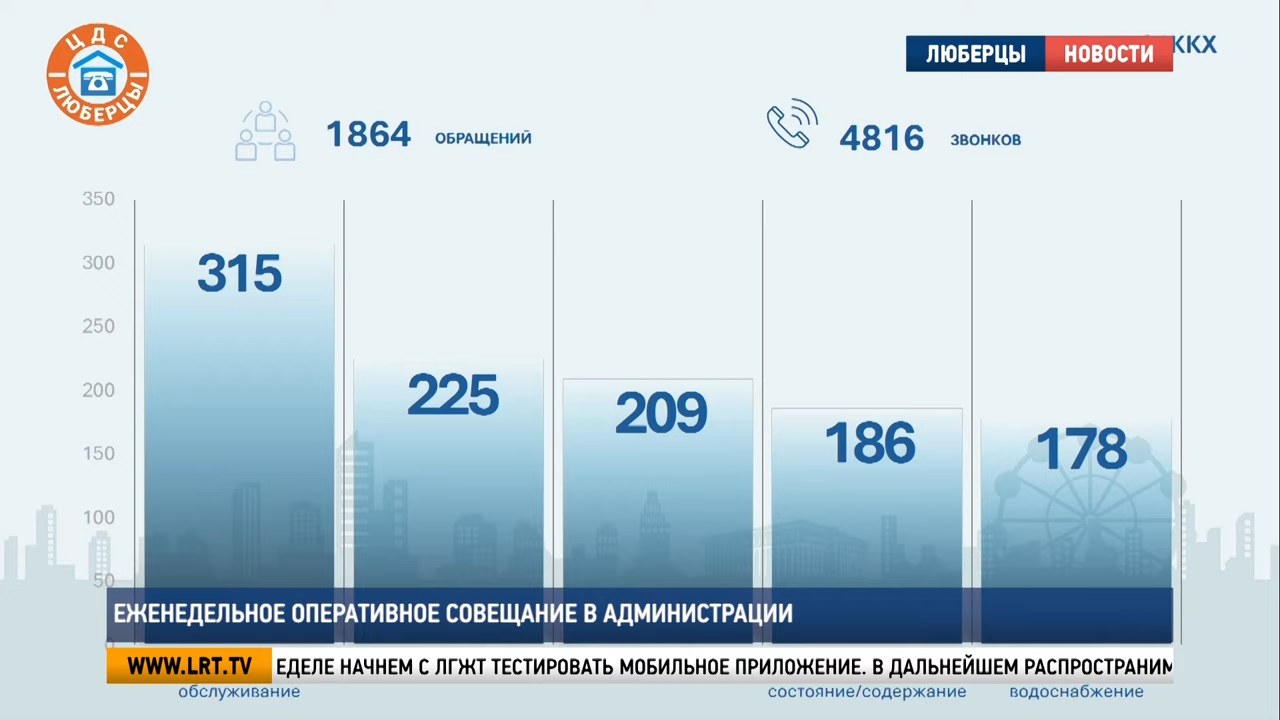 ЦДС
ЛЮБЕРЦЫ
ЛЮБЕРЦЫ НОВОСТИ
ЖКХ
1864 ОБРАЩЕНИЙ
4816 ЗВОНКОВ
350
300
250
200
150
100
50
0
315
225
209
186
178
ЕЖЕНЕДЕЛЬНОЕ ОПЕРАТИВНОЕ СОВЕЩАНИЕ В АДМИНИСТРАЦИИ
WWW.LRT.TV ЕДЕЛЕ НАЧНЕМ С ЛГЖТ ТЕСТИРОВАТЬ МОБИЛЬНОЕ ПРИЛОЖЕНИЕ. В ДАЛЬНЕЙШЕМ РАСПРОСТРАНИМ
обслуживание
состояние/содержание
водоснабжение